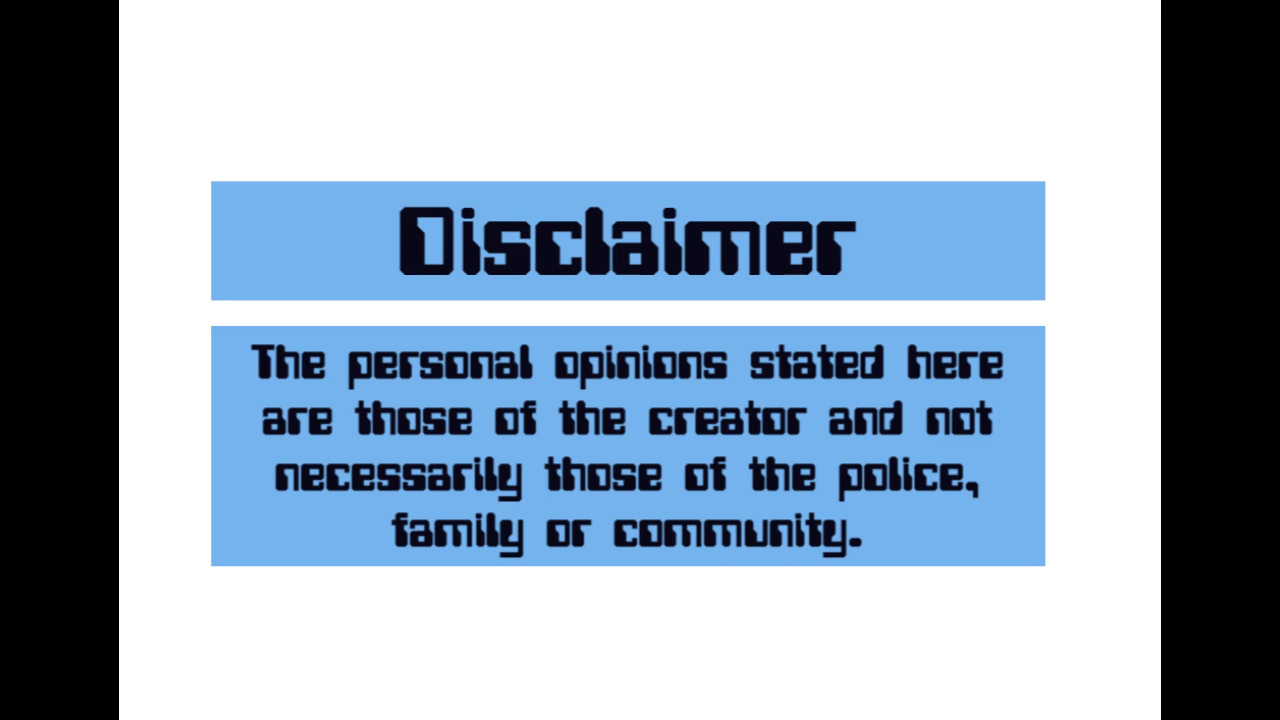 Disclaimer
The personal opinions stated here
are those of the creator and not
necessarily those of the police,
family or community.